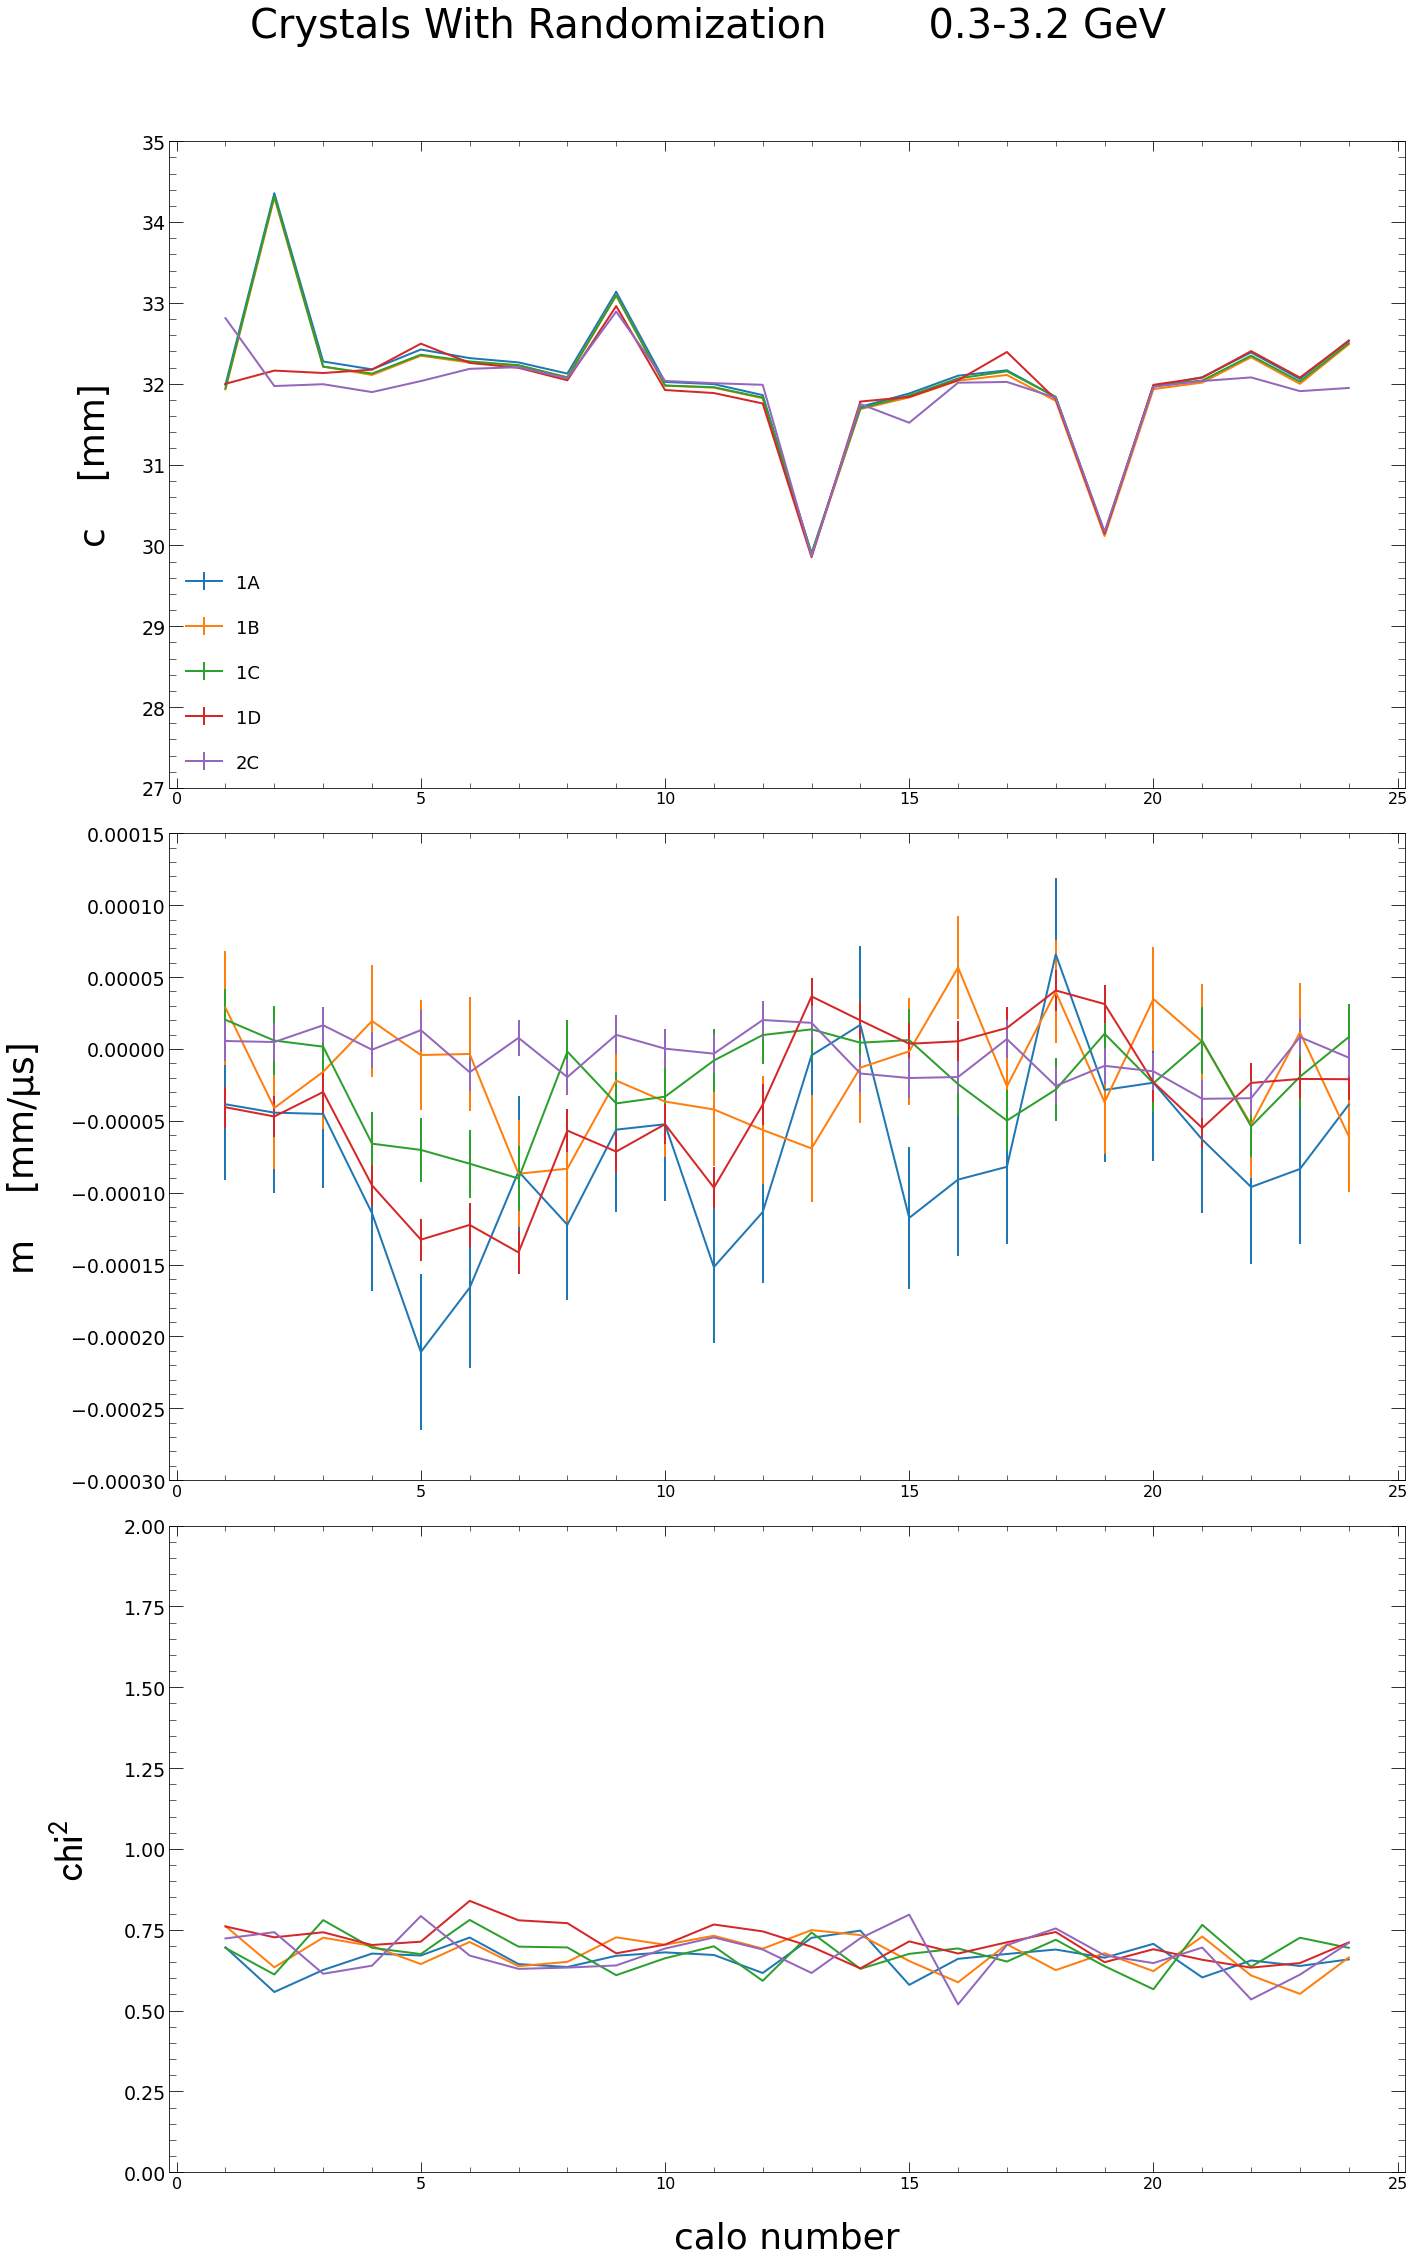 Crystals With Randomization 0.3-3.2 GeV
35
34
33
32
31
30
29
28
27
c [mm]
1A
1B
1C
1D
2C
0 5 10 15 20 25
0.00015
0.00010
0.00005
0.00000
−0.00005
−0.00010
−0.00015
−0.00020
−0.00025
−0.00030
m [mm/µs]
0 5 10 15 20 25
2.00
1.75
1.50
1.25
1.00
0.75
0.50
0.25
0.00
chi²
0 5 10 15 20 25
calo number